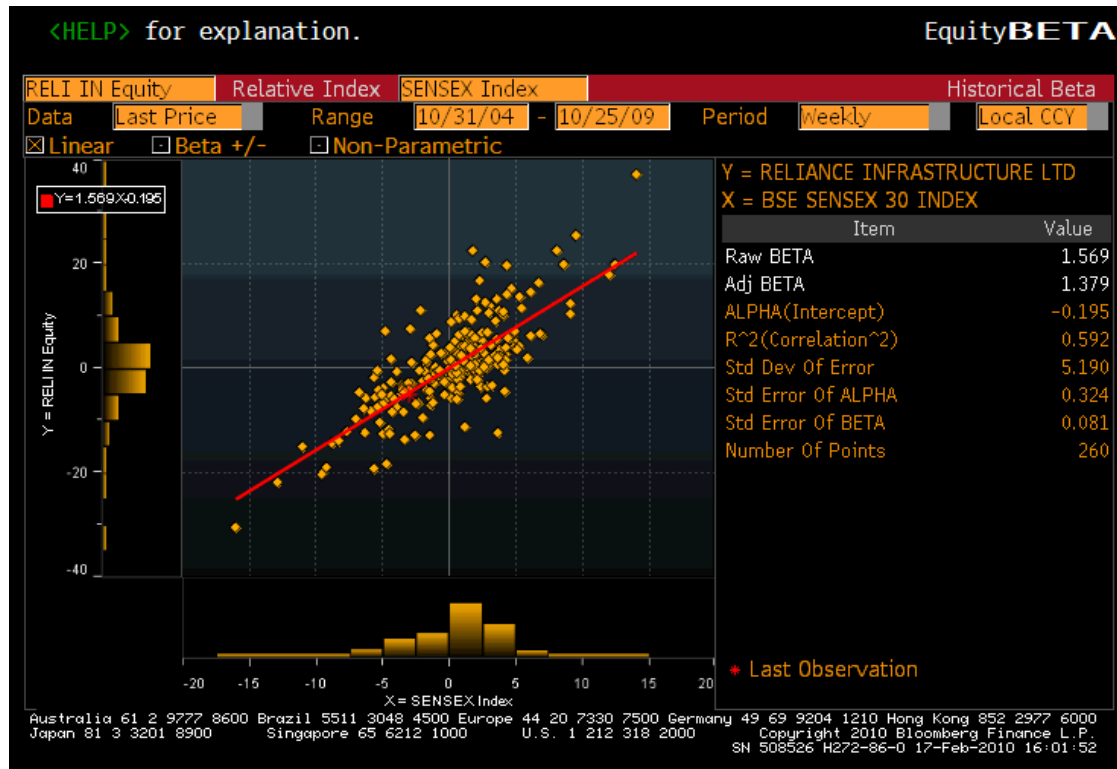 <HELP> for explanation. EquityBETA
RELI IN Equity Relative Index SENSEX Index Historical Beta
Data Last Price Range 10/31/04 - 10/25/09 Period Weekly Local CCY
Linear Beta +/- Non-Parametric
Y = RELIANCE INFRASTRUCTURE LTD
X = BSE SENSEX 30 INDEX
Item Value
Raw BETA 1.569
Adj BETA 1.379
ALPHA(Intercept) -0.195
R^2(Correlation^2) 0.592
Std Dev Of Error 5.190
Std Error Of ALPHA 0.324
Std Error Of BETA 0.081
Number Of Points 260
* Last Observation
Y=1.569X-0.195
40
20
0
-20
-40
Y = RELI IN Equity
-20 -15 -10 -5 0 5 10 15 20
X = SENSEX Index
Australia 61 2 9777 8600 Brazil 5511 3048 4500 Europe 44 20 7330 7500 Germany 49 69 9204 1210 Hong Kong 852 2977 6000
Japan 81 3 3201 8900 Singapore 65 6212 1000 U.S. 1 212 318 2000 Copyright 2010 Bloomberg Finance L.P.
SN 508526 H272-86-0 17-Feb-2010 16:01:52